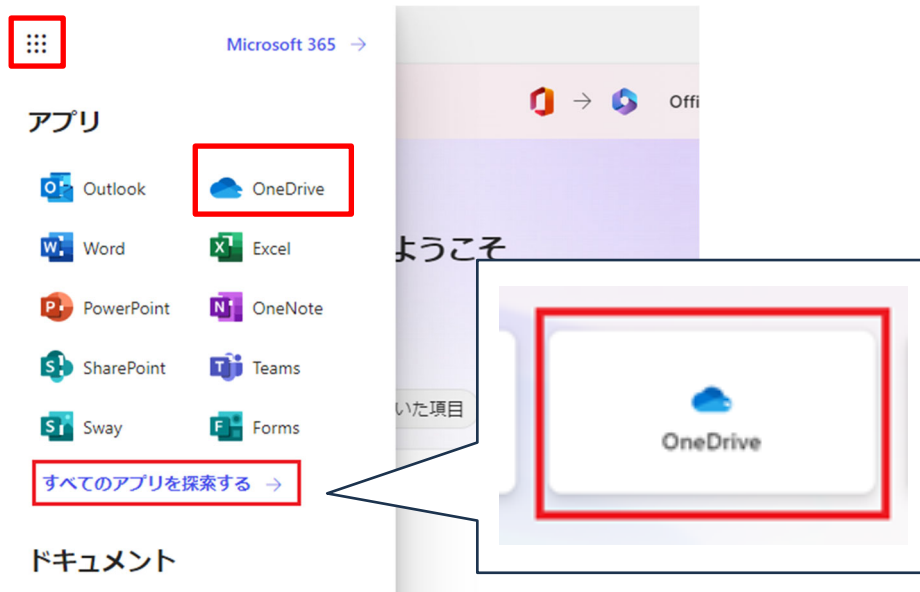 Microsoft 365 →
→ Offi
アプリ
Outlook OneDrive
Word Excel
ようこそ
PowerPoint OneNote
SharePoint Teams
いた項目
Sway Forms
OneDrive
すべてのアプリを探索する →
ドキュメント